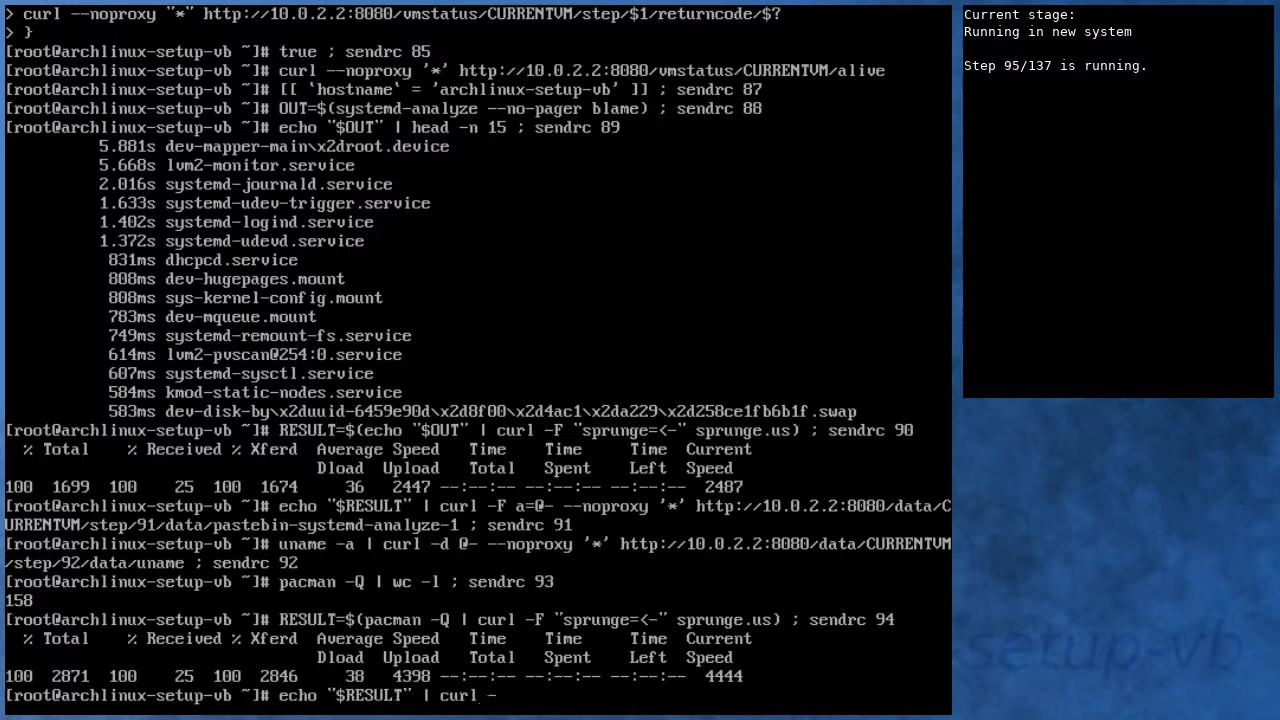 > curl --noproxy "*" http://10.0.2.2:8080/vmstatus/CURRENTVM/step/$1/returncode/$?
> }
[root@archlinux-setup-vb ~]# true ; sendrc 85
[root@archlinux-setup-vb ~]# curl --noproxy '*' http://10.0.2.2:8080/vmstatus/CURRENTVM/alive
[root@archlinux-setup-vb ~]# [[ `hostname` = 'archlinux-setup-vb' ]] ; sendrc 87
[root@archlinux-setup-vb ~]# OUT=$(systemd-analyze --no-pager blame) ; sendrc 88
[root@archlinux-setup-vb ~]# echo "$OUT" | head -n 15 ; sendrc 89
5.881s dev-mapper-main\x2droot.device
5.668s lvm2-monitor.service
2.016s systemd-journald.service
1.633s systemd-udev-trigger.service
1.402s systemd-logind.service
1.372s systemd-udevd.service
831ms dhcpcd.service
808ms dev-hugepages.mount
808ms sys-kernel-config.mount
783ms dev-mqueue.mount
749ms systemd-remount-fs.service
614ms lvm2-pvscan@254:0.service
607ms systemd-sysctl.service
584ms kmod-static-nodes.service
583ms dev-disk-by\x2duuid-6459e90d\x2d8f00\x2d4ac1\x2da229\x2d258ce1fb6b1f.swap
[root@archlinux-setup-vb ~]# RESULT=$(echo "$OUT" | curl -F "sprunge=<-" sprunge.us) ; sendrc 90
% Total    % Received % Xferd  Average Speed   Time    Time     Time  Current
Dload  Upload   Total   Spent    Left  Speed
100  1699  100    25  100  1674     36   2447 --:--:-- --:--:-- --:--:--  2487
[root@archlinux-setup-vb ~]# echo "$RESULT" | curl -F a=@- --noproxy '*' http://10.0.2.2:8080/data/C
URRENTVM/step/91/data/pastebin-systemd-analyze-1 ; sendrc 91
[root@archlinux-setup-vb ~]# uname -a | curl -d @- --noproxy '*' http://10.0.2.2:8080/data/CURRENTVM
/step/92/data/uname ; sendrc 92
[root@archlinux-setup-vb ~]# pacman -Q | wc -l ; sendrc 93
158
[root@archlinux-setup-vb ~]# RESULT=$(pacman -Q | curl -F "sprunge=<-" sprunge.us) ; sendrc 94
% Total    % Received % Xferd  Average Speed   Time    Time     Time  Current
Dload  Upload   Total   Spent    Left  Speed
100  2871  100    25  100  2846     38   4398 --:--:-- --:--:-- --:--:--  4444
[root@archlinux-setup-vb ~]# echo "$RESULT" | curl -
Current stage:
Running in new system
Step 95/137 is running.
setup-vb